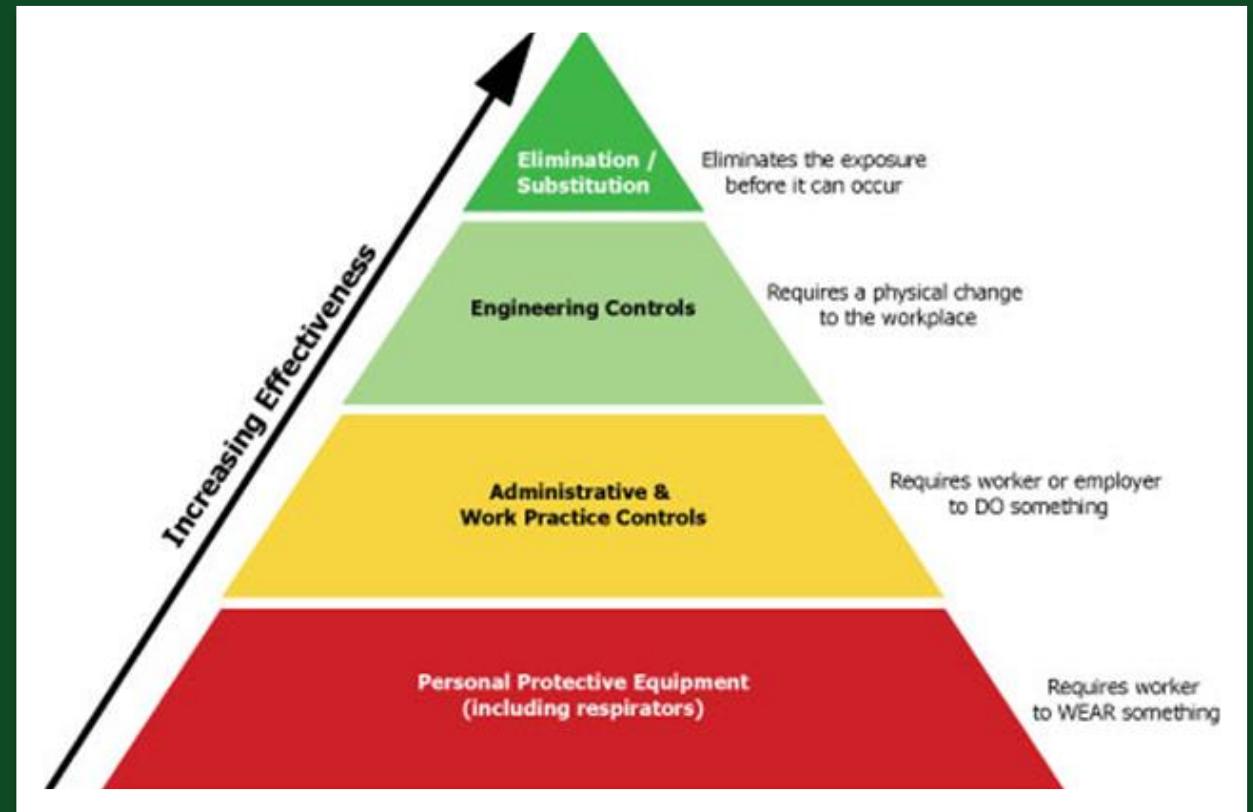 Increasing Effectiveness
Elimination /
Substitution
Eliminates the exposure
before it can occur
Engineering Controls
Requires a physical change
to the workplace
Administrative &
Work Practice Controls
Requires worker or employer
to DO something
Personal Protective Equipment
(including respirators)
Requires worker
to WEAR something